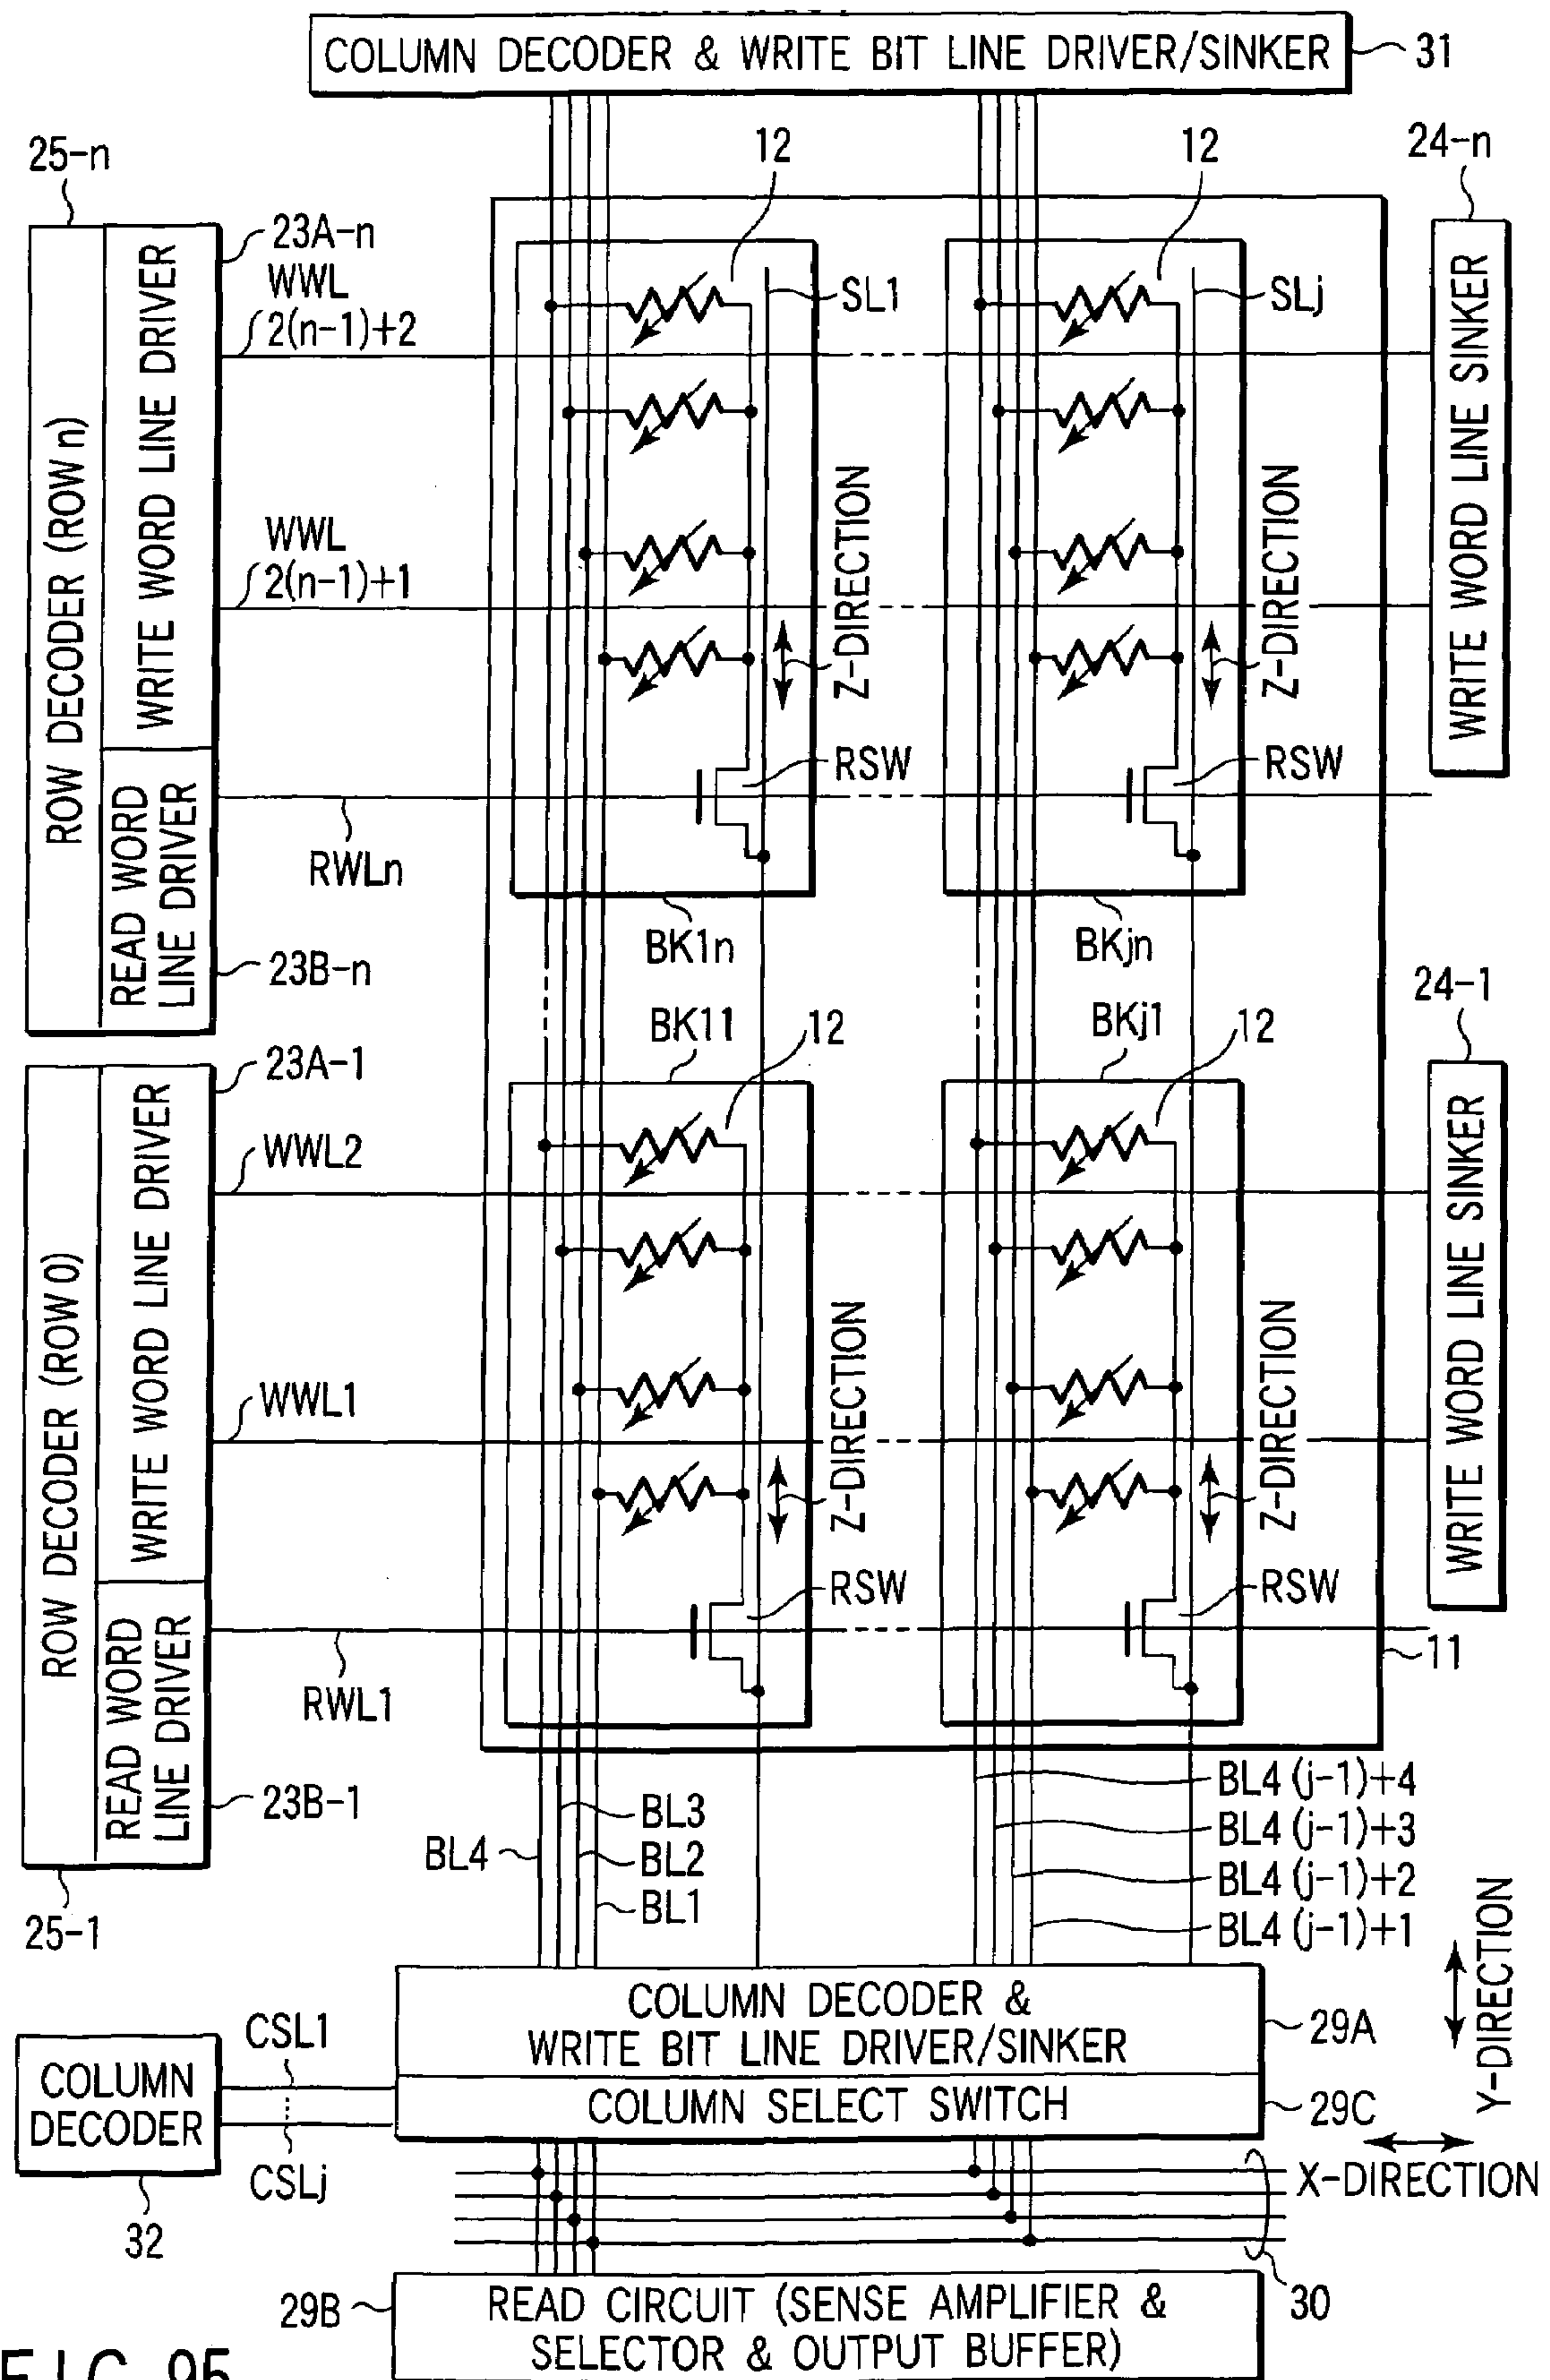 COLUMN DECODER & WRITE BIT LINE DRIVER/SINKER
31
25-n
12
12
24-n
23A-n
WWL
2(n-1)+2
SL1
SLj
ROW DECODER (ROW n)
WRITE WORD LINE DRIVER
WRITE WORD LINE SINKER
WWL
2(n-1)+1
Z-DIRECTION
Z-DIRECTION
READ WORD
LINE DRIVER
RSW
RSW
RWLn
23B-n
BK1n
BKjn
24-1
BK11
12
BKj1
12
23A-1
WWL2
ROW DECODER (ROW 0)
WRITE WORD LINE DRIVER
WRITE WORD LINE SINKER
WWL1
Z-DIRECTION
Z-DIRECTION
READ WORD
LINE DRIVER
RSW
RSW
11
RWL1
23B-1
BL4 (j-1)+4
BL3
BL4 (j-1)+3
BL4
BL2
BL4 (j-1)+2
BL1
BL4 (j-1)+1
25-1
Y-DIRECTION
COLUMN DECODER &
WRITE BIT LINE DRIVER/SINKER
29A
CSL1
COLUMN
DECODER
COLUMN SELECT SWITCH
29C
CSLj
X-DIRECTION
32
30
29B
READ CIRCUIT (SENSE AMPLIFIER &
SELECTOR & OUTPUT BUFFER)
FIG. 95